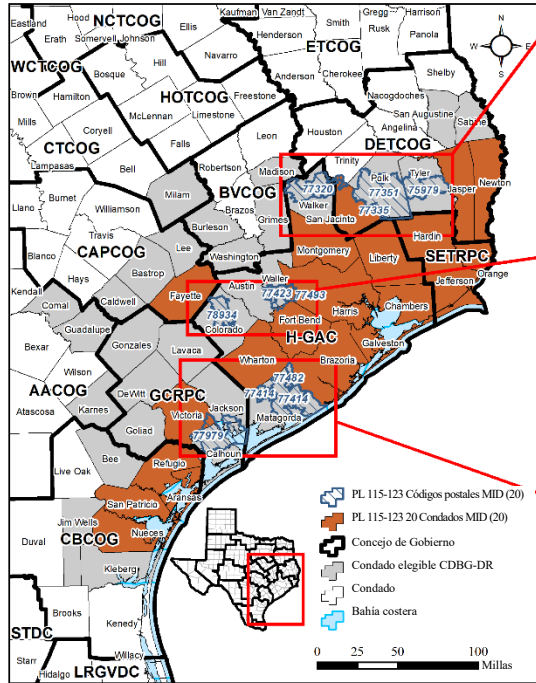 NCTCOG
Hood
Ellis
Kaufman
Van Zandt
Smith
Gregg
Harrison
Rusk
Panola
Eastland
Erath
Somervell
Johnson
Henderson
ETCOG
N
W
E
S
WCTCOG
Bosque
Hill
Navarro
Anderson
Cherokee
Shelby
Brown
Hamilton
HOTCOG
Freestone
Nacogdoches
Mills
McLennan
Limestone
San Augustine
Coryell
Leon
Houston
Angelina
Sabine
CTCOG
Falls
DETCOG
Lampasas
Bell
Robertson
Madison
Trinity
Polk
Tyler
Newton
BVCOG
77320
77351
75979
Jasper
Burnet
Milam
Walker
Llano
Williamson
Brazos
Grimes
San Jacinto
77335
Burleson
Hardin
Travis
Montgomery
Liberty
SETRPC
CAPCOG
Lee
Washington
Blanco
Bastrop
Orange
Hays
Austin
Waller
Jefferson
Kendall
Caldwell
Fayette
77423
77493
Chambers
Comal
78934
Harris
Guadalupe
Colorado
Fort Bend
Bexar
Gonzales
H-GAC
Galveston
Lavaca
Wharton
Brazoria
Wilson
AACOG
DeWitt
77482
Karnes
GCRPC
Jackson
77414
77414
Atascosa
Victoria
Matagorda
Goliad
77979
Calhoun
Bee
Live Oak
Refugio
Aransas
San Patricio
Jim Wells
Nueces
Duval
CBCOG
Kleberg
Brooks
Kenedy
STDC
Willacy
Starr
Hidalgo
LRGVDC
PL 115-123 Códigos postales MID (20)
PL 115-123 20 Condados MID (20)
Concejo de Gobierno
Condado elegible CDBG-DR
Condado
Bahía costera
0 25 50 100
Millas